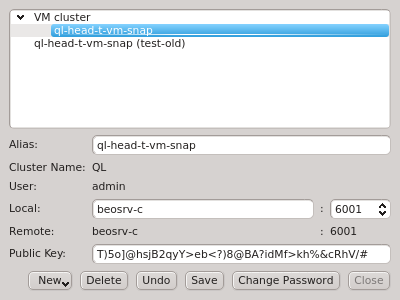 VM cluster
ql-head-t-vm-snap
ql-head-t-vm-snap (test-old)
Alias: ql-head-t-vm-snap
Cluster Name: QL
User: admin
Local: beosrv-c : 6001
Remote: beosrv-c : 6001
Public Key: T)5o]@hsjB2qyY>eb<?)8@BA?idMf>kh%&cRhV/#
New Delete Undo Save Change Password Close